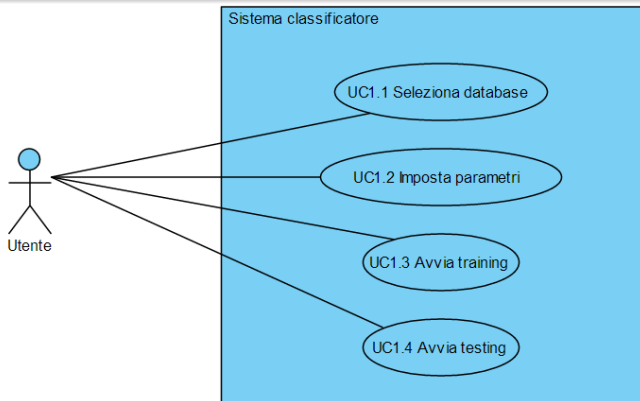 Sistema classificatore
UC1.1 Seleziona database
UC1.2 Imposta parametri
Utente
UC1.3 Avvia training
UC1.4 Avvia testing